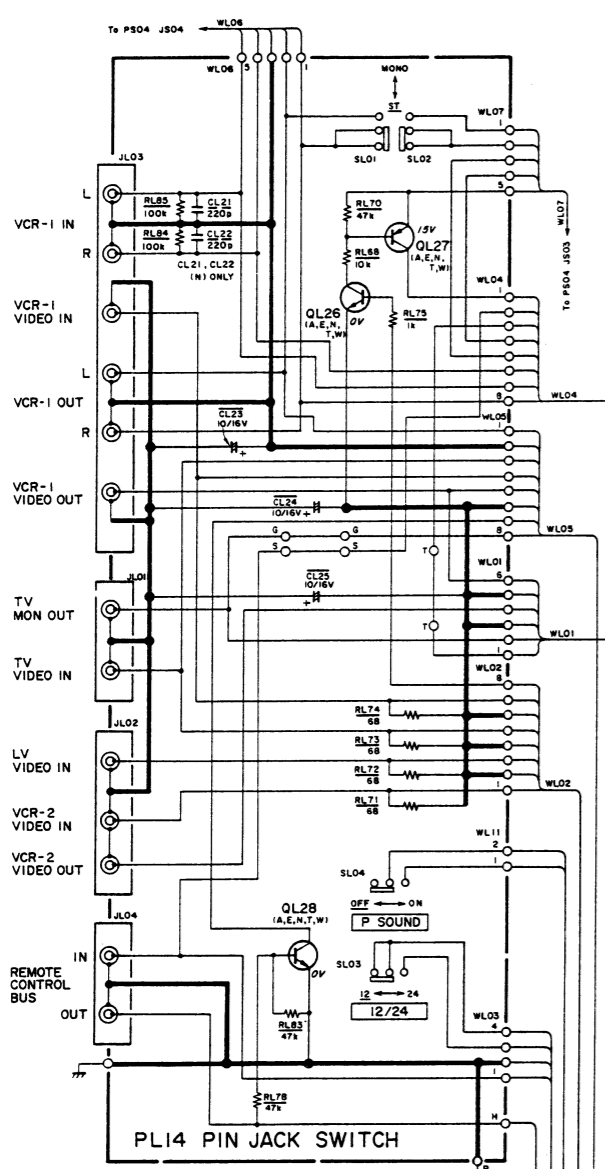 To PS04 JS04
WL06
WL06 5
1
MONO
ST
SL01 SL02
WL07
1
5
WL07
To PS04 JS03
JL03
L
VCR-1 IN
R
RL85
100k
CL21
220p
RL84
100k
CL22
220p
CL21, CL22
(N) ONLY
RL70
47k
15V
QL27
(A,E,N,
T,W)
RL68
10k
QL26
(A,E,N,
T,W)
0V
RL75
1k
WL04
1
8
WL04
VCR-1
VIDEO IN
L
VCR-1 OUT
R
CL23
10/16V
+
WL05
1
8
WL05
VCR-1
VIDEO OUT
CL24
10/16V +
G G
S S
T
JL01
CL25
10/16V
+
WL01
6
T
1
WL01
TV
MON OUT
TV
VIDEO IN
WL02
8
RL74
68
RL73
68
RL72
68
RL71
68
1
WL02
JL02
LV
VIDEO IN
VCR-2
VIDEO IN
VCR-2
VIDEO OUT
WL11
2
1
SL04
OFF ON
P SOUND
JL04
IN
REMOTE
CONTROL
BUS
OUT
QL28
(A,E,N,T,W)
0V
RL83
47k
SL03
12 24
12/24
WL03
4
1
RL78
47k
H
PL14 PIN JACK SWITCH